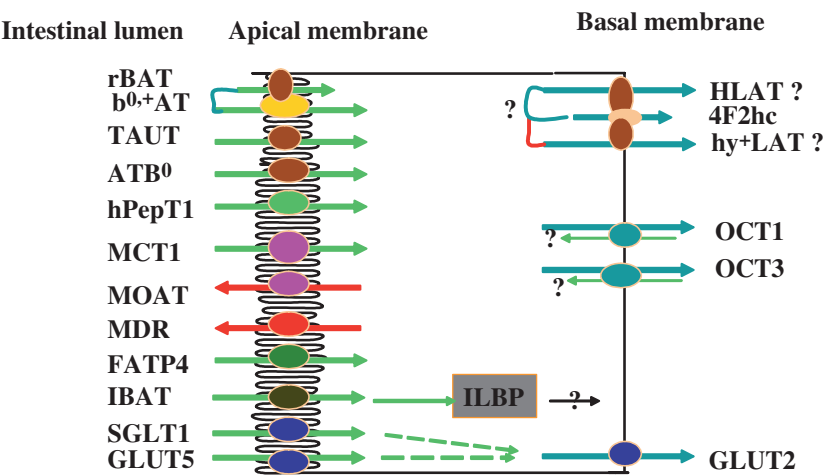 Intestinal lumen Apical membrane Basal membrane
rBAT
b0,+AT
TAUT
ATB0
hPepT1
MCT1
MOAT
MDR
FATP4
IBAT
SGLT1
GLUT5
ILBP
?
?
HLAT ?
4F2hc
hy+LAT ?
?
OCT1
?
OCT3
GLUT2